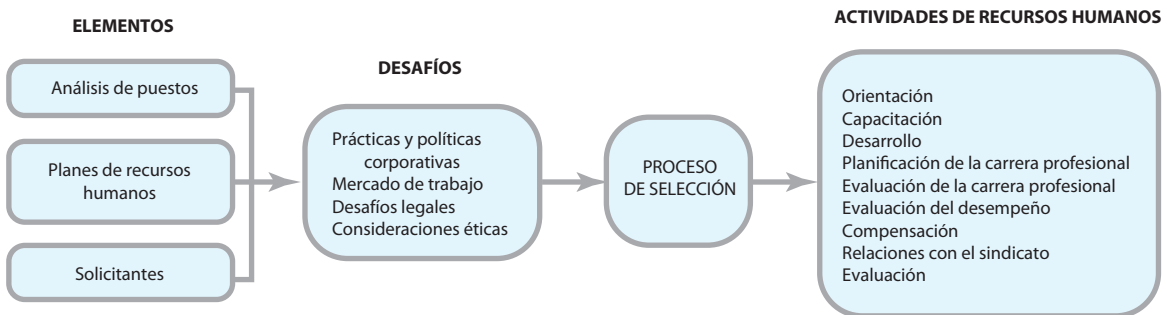 ELEMENTOS
Análisis de puestos
Planes de recursos
humanos
Solicitantes
DESAFÍOS
Prácticas y políticas
corporativas
Mercado de trabajo
Desafíos legales
Consideraciones éticas
PROCESO
DE SELECCIÓN
ACTIVIDADES DE RECURSOS HUMANOS
Orientación
Capacitación
Desarrollo
Planificación de la carrera profesional
Evaluación de la carrera profesional
Evaluación del desempeño
Compensación
Relaciones con el sindicato
Evaluación